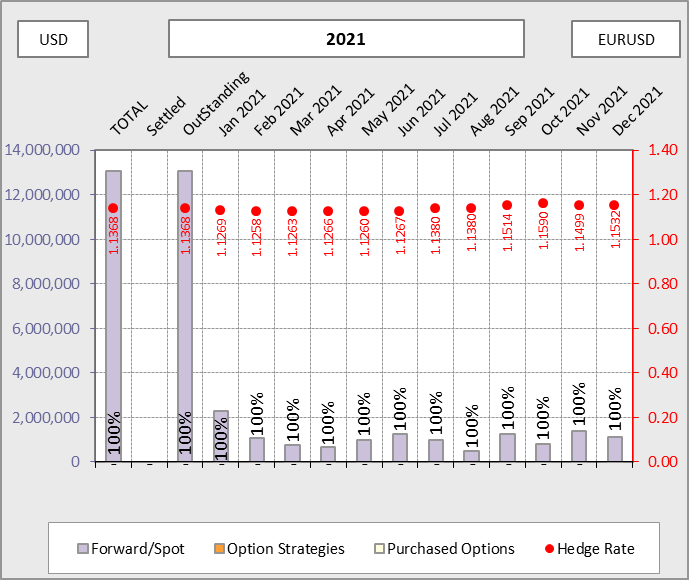 USD
2021
EURUSD
TOTAL
Settled
OutStanding
Jan 2021
Feb 2021
Mar 2021
Apr 2021
May 2021
Jun 2021
Jul 2021
Aug 2021
Sep 2021
Oct 2021
Nov 2021
Dec 2021
14,000,000
12,000,000
10,000,000
8,000,000
6,000,000
4,000,000
2,000,000
0
1.1368
1.1368
1.1269
1.1258
1.1263
1.1266
1.1260
1.1267
1.1380
1.1380
1.1514
1.1590
1.1499
1.1532
100%
100%
100%
100%
100%
100%
100%
100%
100%
100%
100%
100%
100%
100%
1.40
1.20
1.00
0.80
0.60
0.40
0.20
0.00
Forward/Spot
Option Strategies
Purchased Options
Hedge Rate